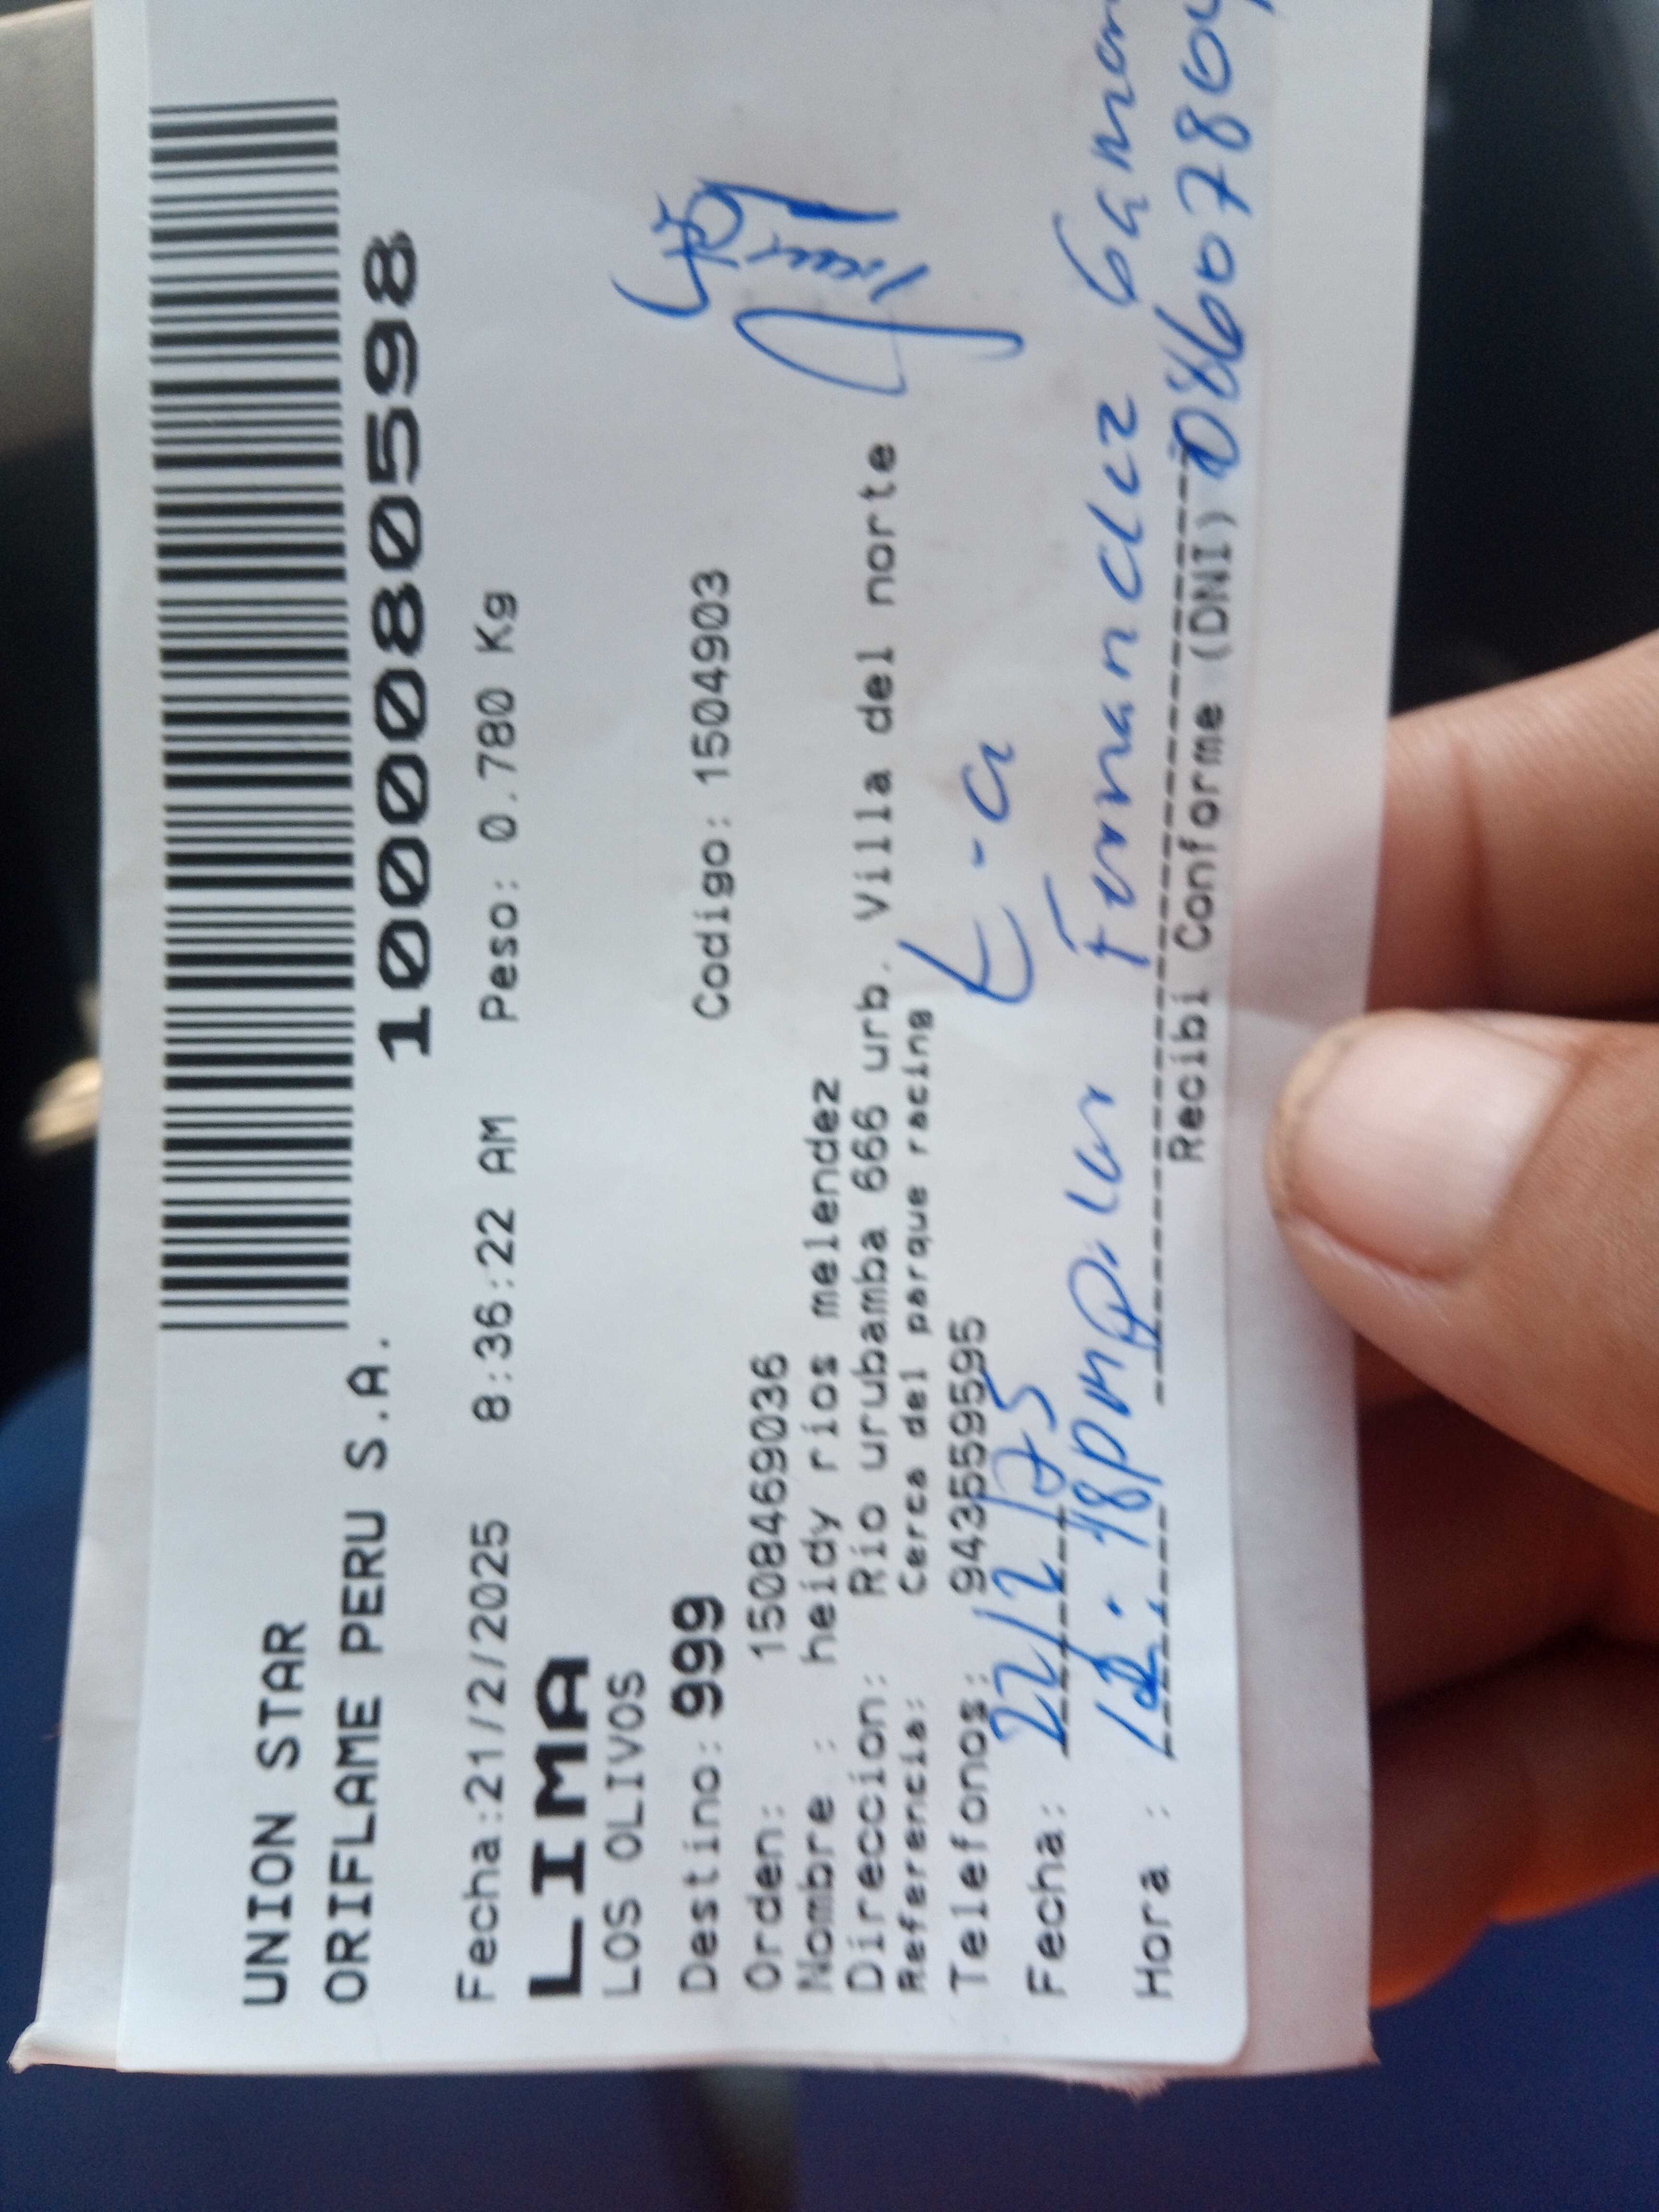 UNION STAR
ORIFLAME PERU S.A.
1000080598
Fecha:21/2/2025 8:36:22 AM Peso: 0.780 Kg
LIMA
LOS OLIVOS
Destino: 999 Codigo: 1504903
Orden: 1508469036
Nombre : heidy rios melendez
Direccion: Rio urubamba 666 urb. Villa del norte
Referencia: Cerca del parque racing
Telefonos: 943559595
Fecha: 22/2/25
Hora : Pilar Fernandez
Recibi Conforme (DNI)